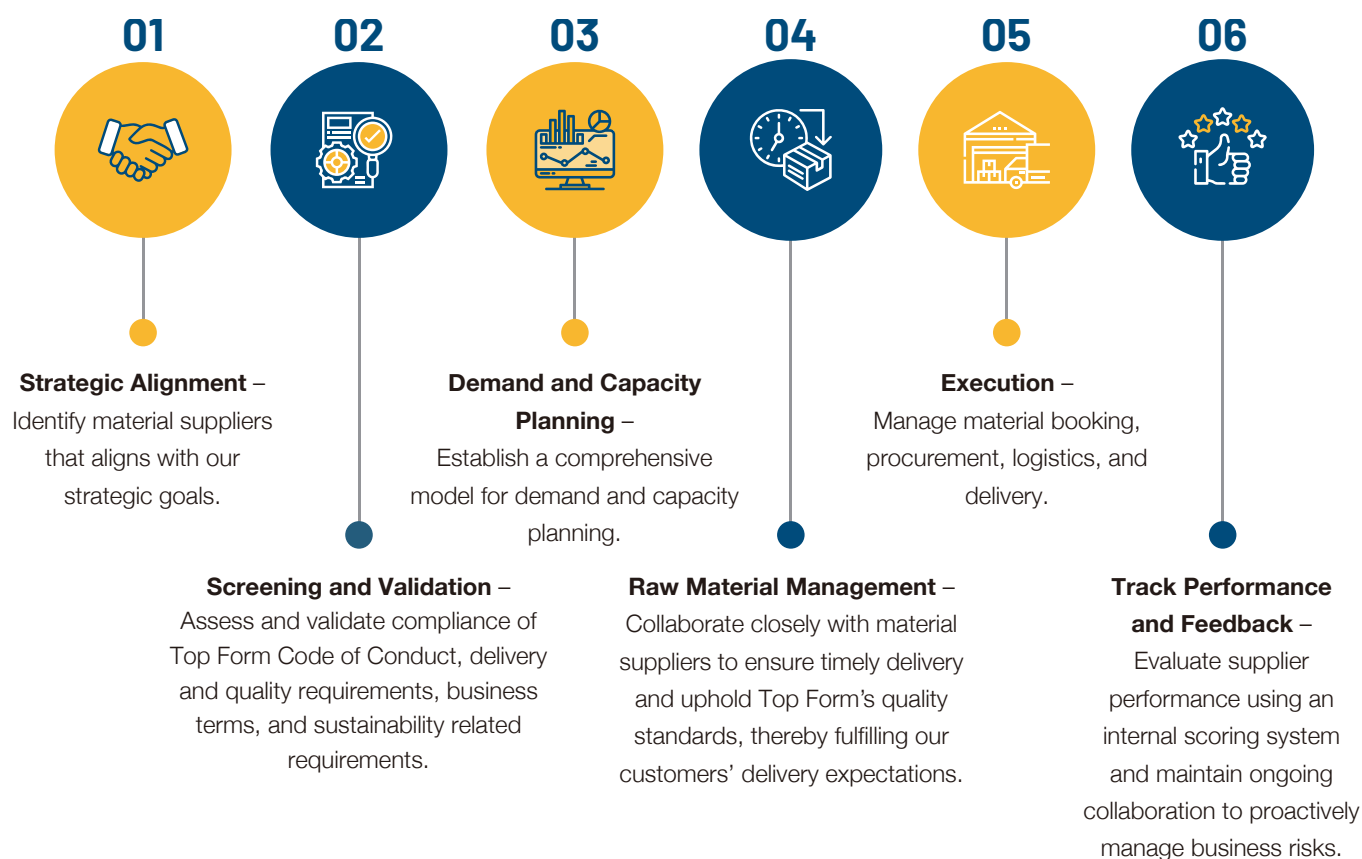 01
02
03
04
05
06
Strategic Alignment –
Identify material suppliers
that aligns with our
strategic goals.
Screening and Validation –
Assess and validate compliance of
Top Form Code of Conduct, delivery
and quality requirements, business
terms, and sustainability related
requirements.
Demand and Capacity
Planning –
Establish a comprehensive
model for demand and capacity
planning.
Raw Material Management –
Collaborate closely with material
suppliers to ensure timely delivery
and uphold Top Form’s quality
standards, thereby fulfilling our
customers’ delivery expectations.
Execution –
Manage material booking,
procurement, logistics, and
delivery.
Track Performance
and Feedback –
Evaluate supplier
performance using an
internal scoring system
and maintain ongoing
collaboration to proactively
manage business risks.